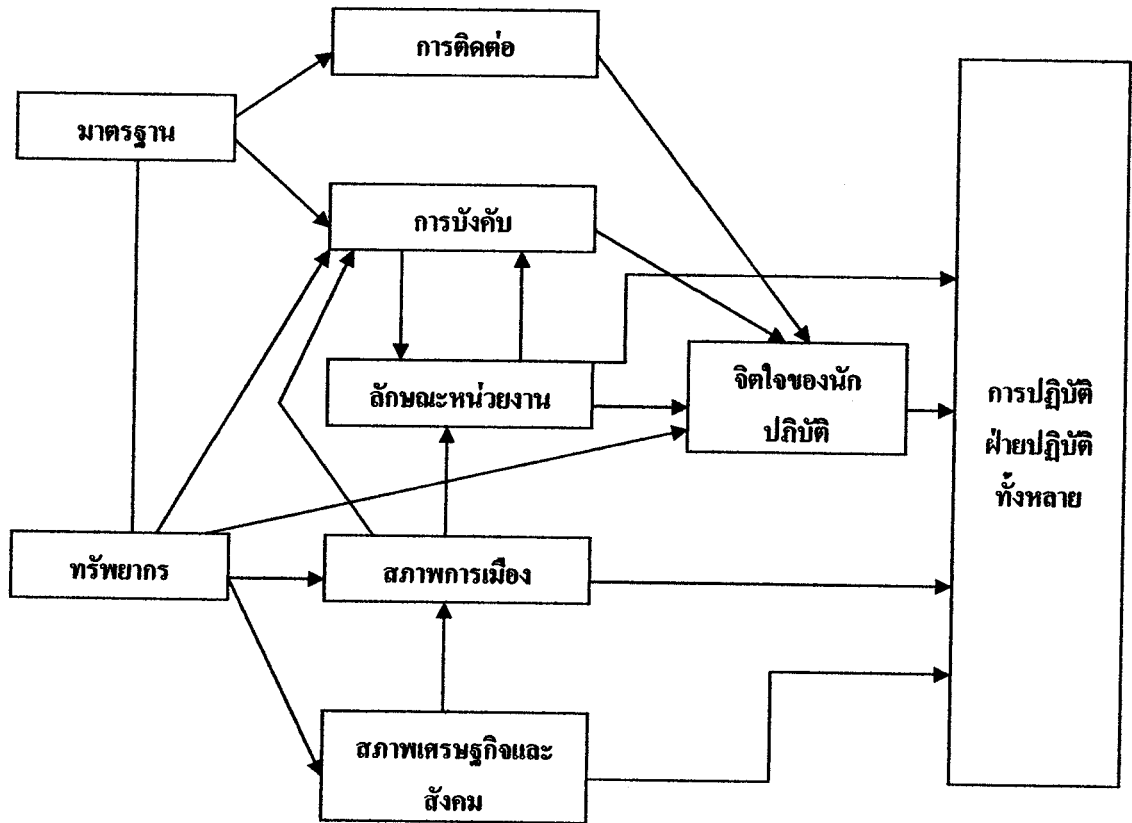 การติดต่อ
มาตรฐาน
การบังคับ
ลักษณะหน่วยงาน
จิตใจของนัก
ปภิบัติ
การปฏิบัติ
ฝ่ายปฏิบัติ
ทั้งหลาย
ทรัพยากร
สภาพการเมือง
สภาพเศรษฐกิจและ
สังคม